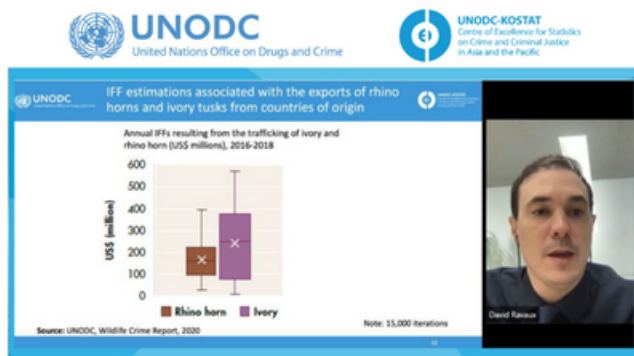 UNODC
United Nations Office on Drugs and Crime
UNODC-KOSTAT
Centre of Excellence for Statistics
on Crime and Criminal Justice
in Asia and the Pacific
UNODC
IFF estimations associated with the exports of rhino
horns and ivory tusks from countries of origin
Annual IFFs resulting from the trafficking of ivory and
rhino horn (US$ millions), 2016-2018
US$ (million)
600
500
400
300
200
100
0
Rhino horn
Ivory
Note: 15,000 iterations
Source: UNODC, Wildlife Crime Report, 2020
David Ravaux